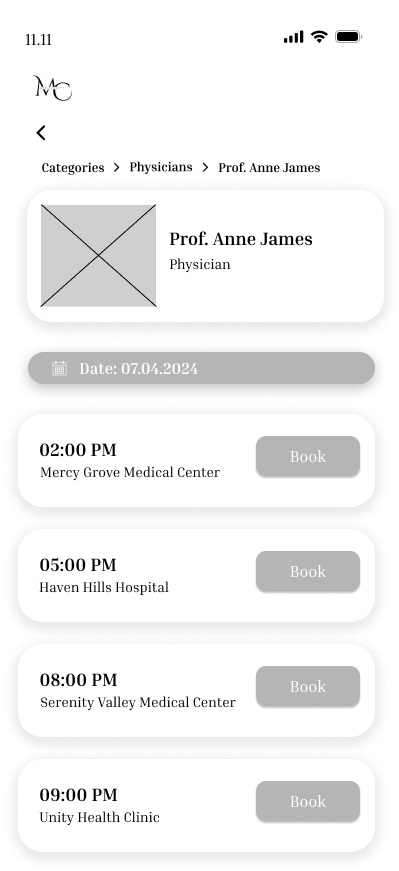 11.11
MC
Categories > Physicians > Prof. Anne James
Prof. Anne James
Physician
Date: 07.04.2024
02:00 PM
Mercy Grove Medical Center
Book
05:00 PM
Haven Hills Hospital
Book
08:00 PM
Serenity Valley Medical Center
Book
09:00 PM
Unity Health Clinic
Book